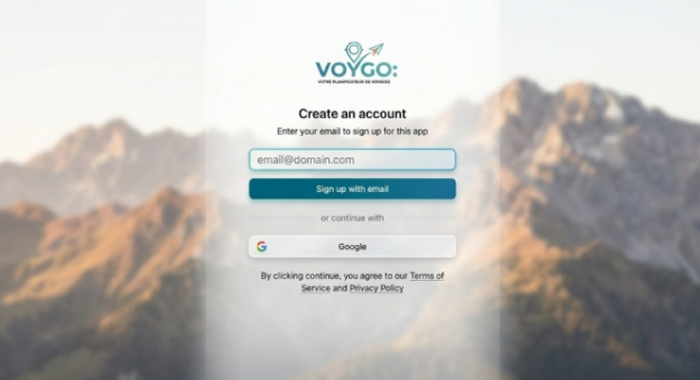 VOYGO:
VOTRE PLANIFICATEUR DE VOYAGES
Create an account
Enter your email to sign up for this app
email@domain.com
Sign up with email
or continue with
Google
By clicking continue, you agree to our Terms of
Service and Privacy Policy